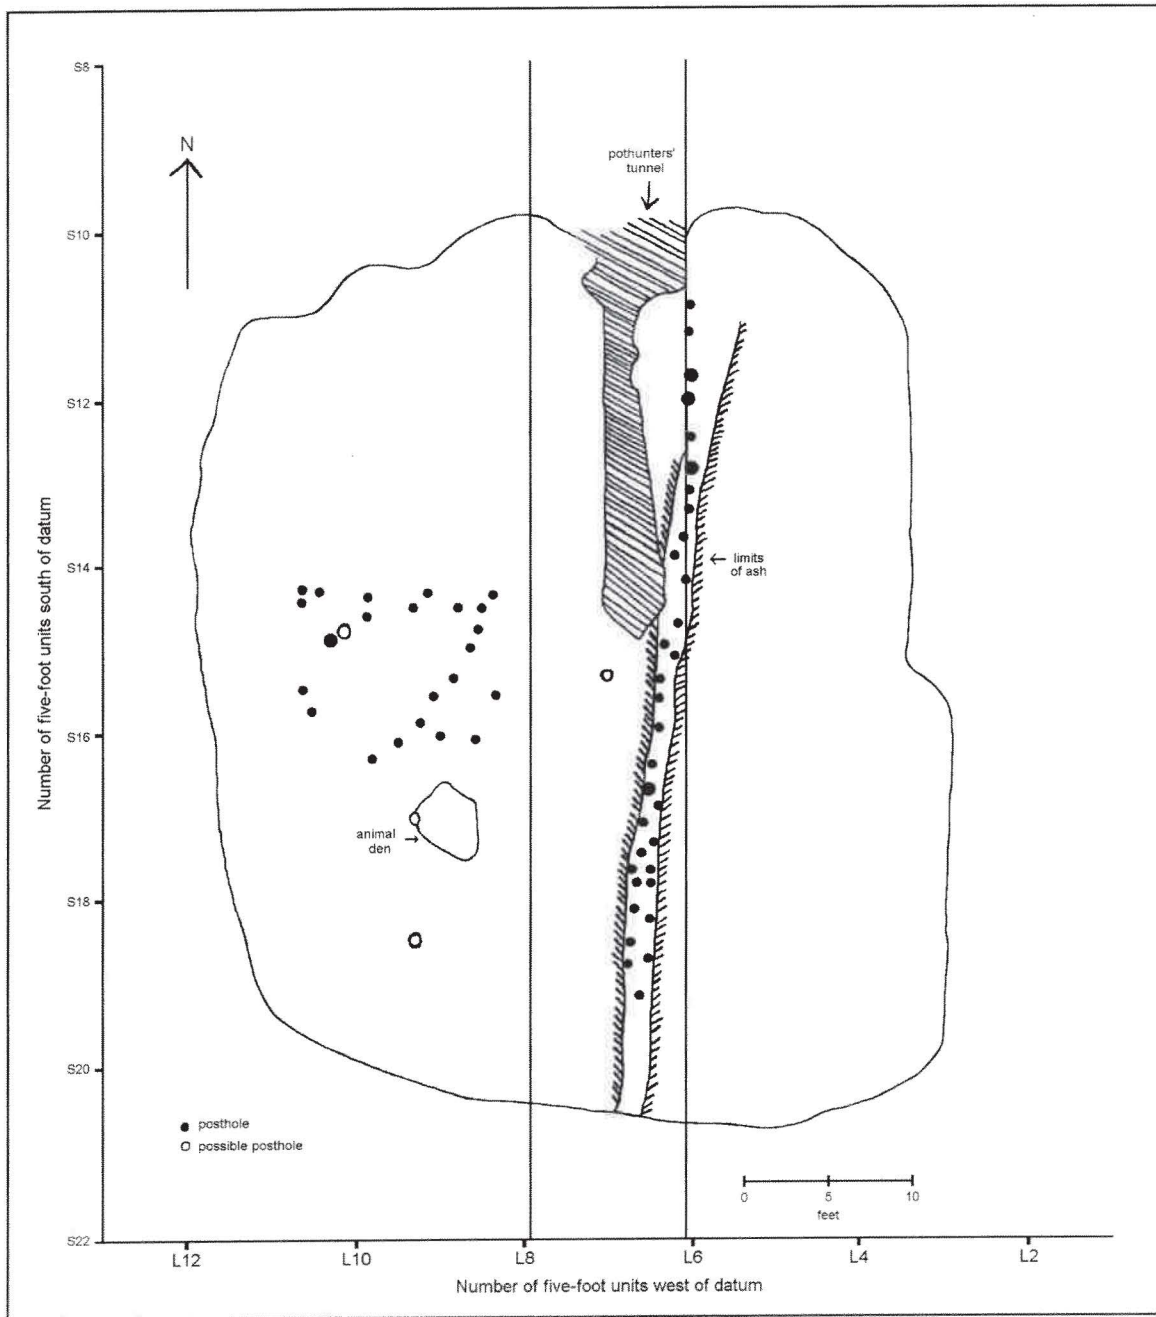 S8
N
pothunters'
tunnel
S10
S12
Number of five-foot units south of datum
S14
limits
of ash
S16
animal
den
S18
S20
posthole
possible posthole
0 5 10
feet
S22
L12 L10 L8 L6 L4 L2
Number of five-foot units west of datum